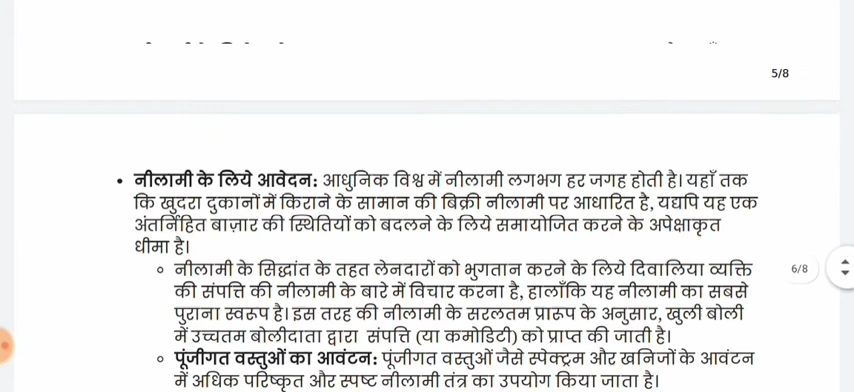 5/8
• नीलामी के लिये आवेदन: आधुनिक विश्व में नीलामी लगभग हर जगह होती है। यहाँ तक
कि खुदरा दुकानों में किराने के सामान की बिक्री नीलामी पर आधारित है, यद्यपि यह एक
अंतर्निहित बाज़ार की स्थितियों को बदलने के लिये समायोजित करने के अपेक्षाकृत
धीमा है।
○ नीलामी के सिद्धांत के तहत लेनदारों को भुगतान करने के लिये दिवालिया व्यक्ति
6/8
की संपत्ति की नीलामी के बारे में विचार करना है, हालाँकि यह नीलामी का सबसे
पुराना स्वरूप है। इस तरह की नीलामी के सरलतम प्रारूप के अनुसार, खुली बोली
में उच्चतम बोलीदाता द्वारा संपत्ति (या कमोडिटी) को प्राप्त की जाती है।
○ पूंजीगत वस्तुओं का आवंटन: पूंजीगत वस्तुओं जैसे स्पेक्ट्रम और खनिजों के आवंटन
में अधिक परिष्कृत और स्पष्ट नीलामी तंत्र का उपयोग किया जाता है।